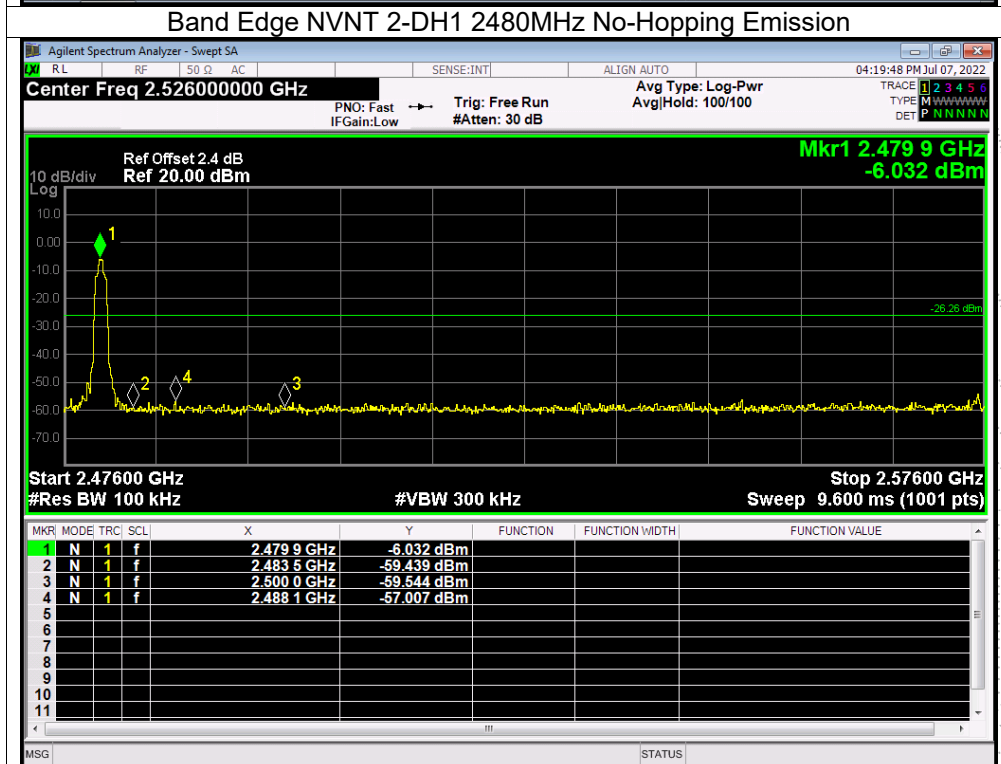 Band Edge NVNT 2-DH1 2480MHz No-Hopping Emission
Agilent Spectrum Analyzer - Swept SA
LXI RL RF 50 Ω AC SENSE:INT ALIGN AUTO 04:19:48 PM Jul 07, 2022
Center Freq 2.526000000 GHz Avg Type: Log-Pwr TRACE 1 2 3 4 5 6
PNO: Fast Trig: Free Run Avg|Hold: 100/100 TYPE M WWWWW
IFGain:Low #Atten: 30 dB DET P N N N N N
Mkr1 2.479 9 GHz
Ref Offset 2.4 dB
10 dB/div Ref 20.00 dBm -6.032 dBm
Log
10.0
1
0.00
-10.0
-20.0
-26.26 dBm
-30.0
-40.0
-50.0
2 4 3
-60.0
-70.0
Start 2.47600 GHz Stop 2.57600 GHz
#Res BW 100 kHz #VBW 300 kHz Sweep 9.600 ms (1001 pts)
MKR MODE TRC SCL X Y FUNCTION FUNCTION WIDTH FUNCTION VALUE
1 N 1 f 2.479 9 GHz -6.032 dBm
2 N 1 f 2.483 5 GHz -59.439 dBm
3 N 1 f 2.500 0 GHz -59.544 dBm
4 N 1 f 2.488 1 GHz -57.007 dBm
5
6
7
8
9
10
11
MSG STATUS